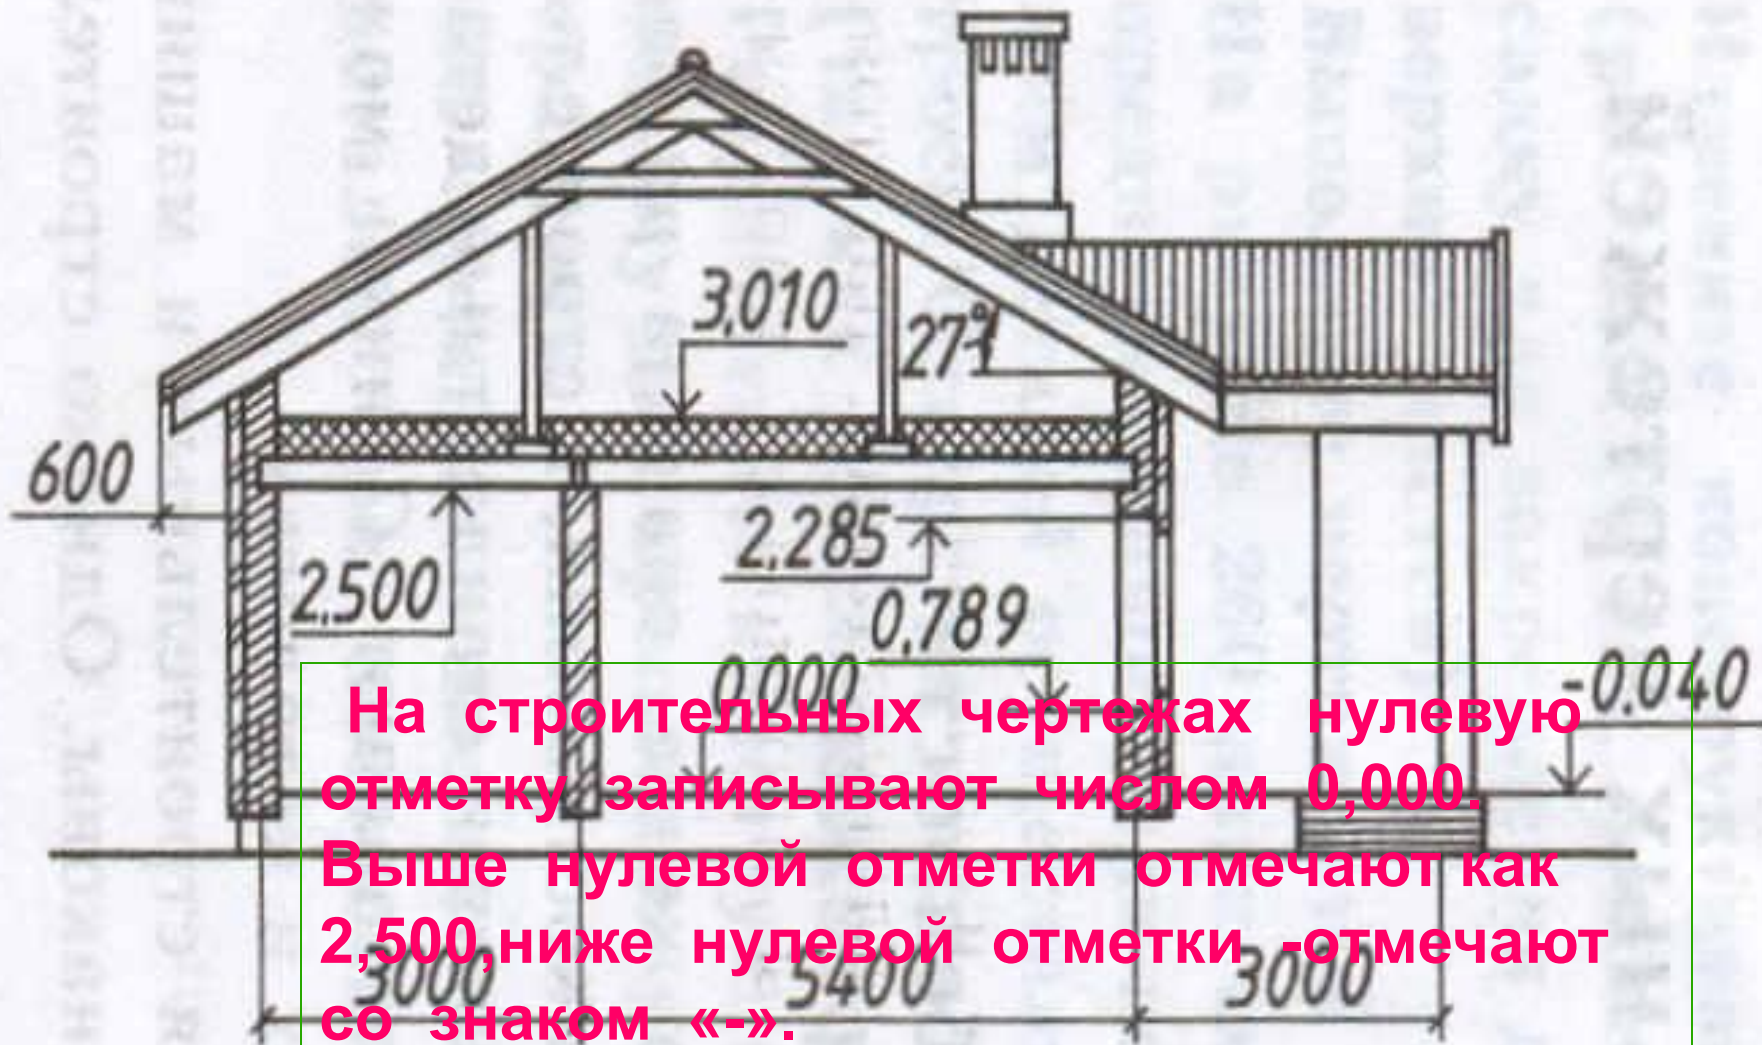 3,010
27°
600
2,285
2,500
0,789
0,000
-0.040
На строительных чертежах нулевую
отметку записывают числом 0,000.
Выше нулевой отметки отмечают как
2,500,ниже нулевой отметки -отмечают
со знаком «-».
3000 5400 3000